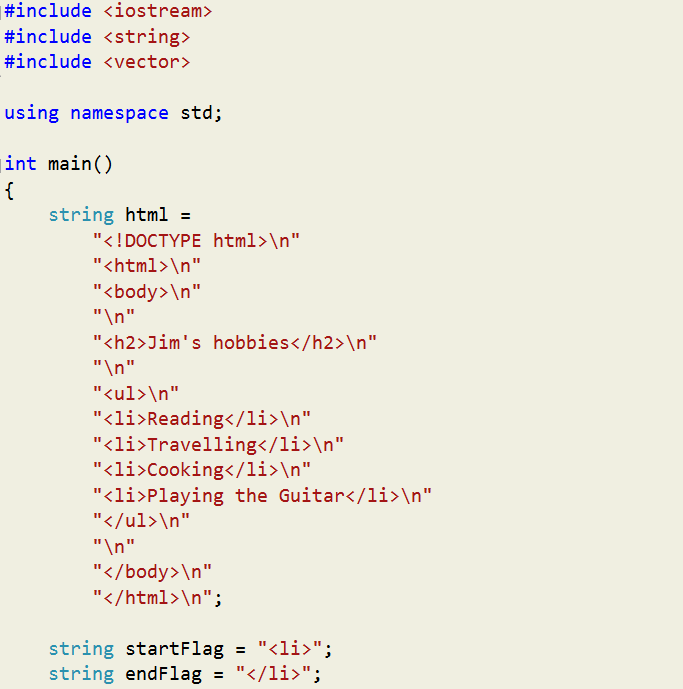 #include <iostream>
#include <string>
#include <vector>
using namespace std;
int main()
{
string html =
"<!DOCTYPE html>\n"
"<html>\n"
"<body>\n"
"\n"
"<h2>Jim's hobbies</h2>\n"
"\n"
"<ul>\n"
"<li>Reading</li>\n"
"<li>Travelling</li>\n"
"<li>Cooking</li>\n"
"<li>Playing the Guitar</li>\n"
"</ul>\n"
"\n"
"</body>\n"
"</html>\n";
string startFlag = "<li>";
string endFlag = "</li>";